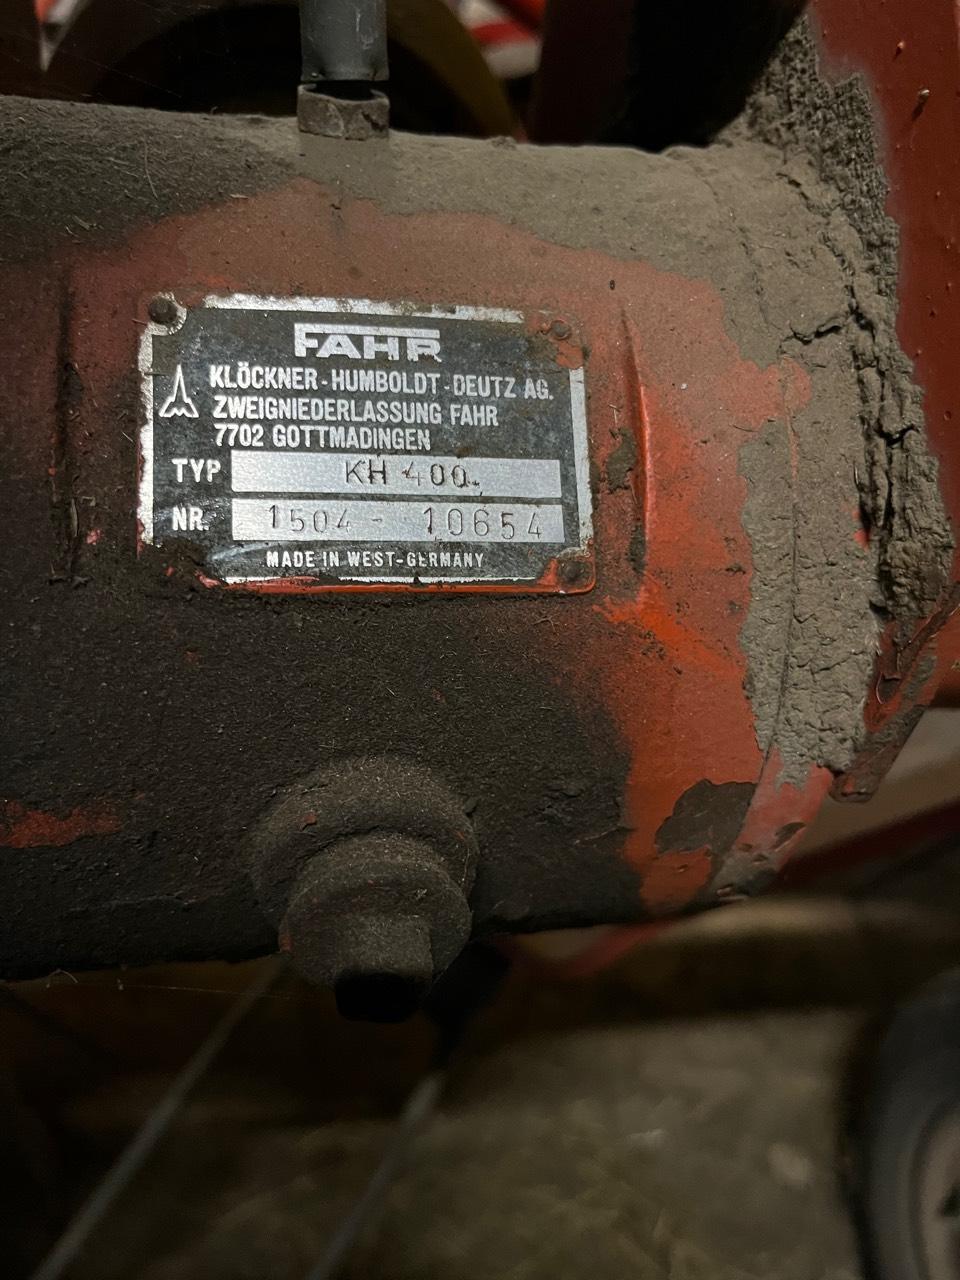 FAHR
KLÖCKNER-HUMBOLDT-DEUTZ AG.
ZWEIGNIEDERLASSUNG FAHR
7702 GOTTMADINGEN
TYP KH 400
NR. 1504 - 10654
MADE IN WEST-GERMANY